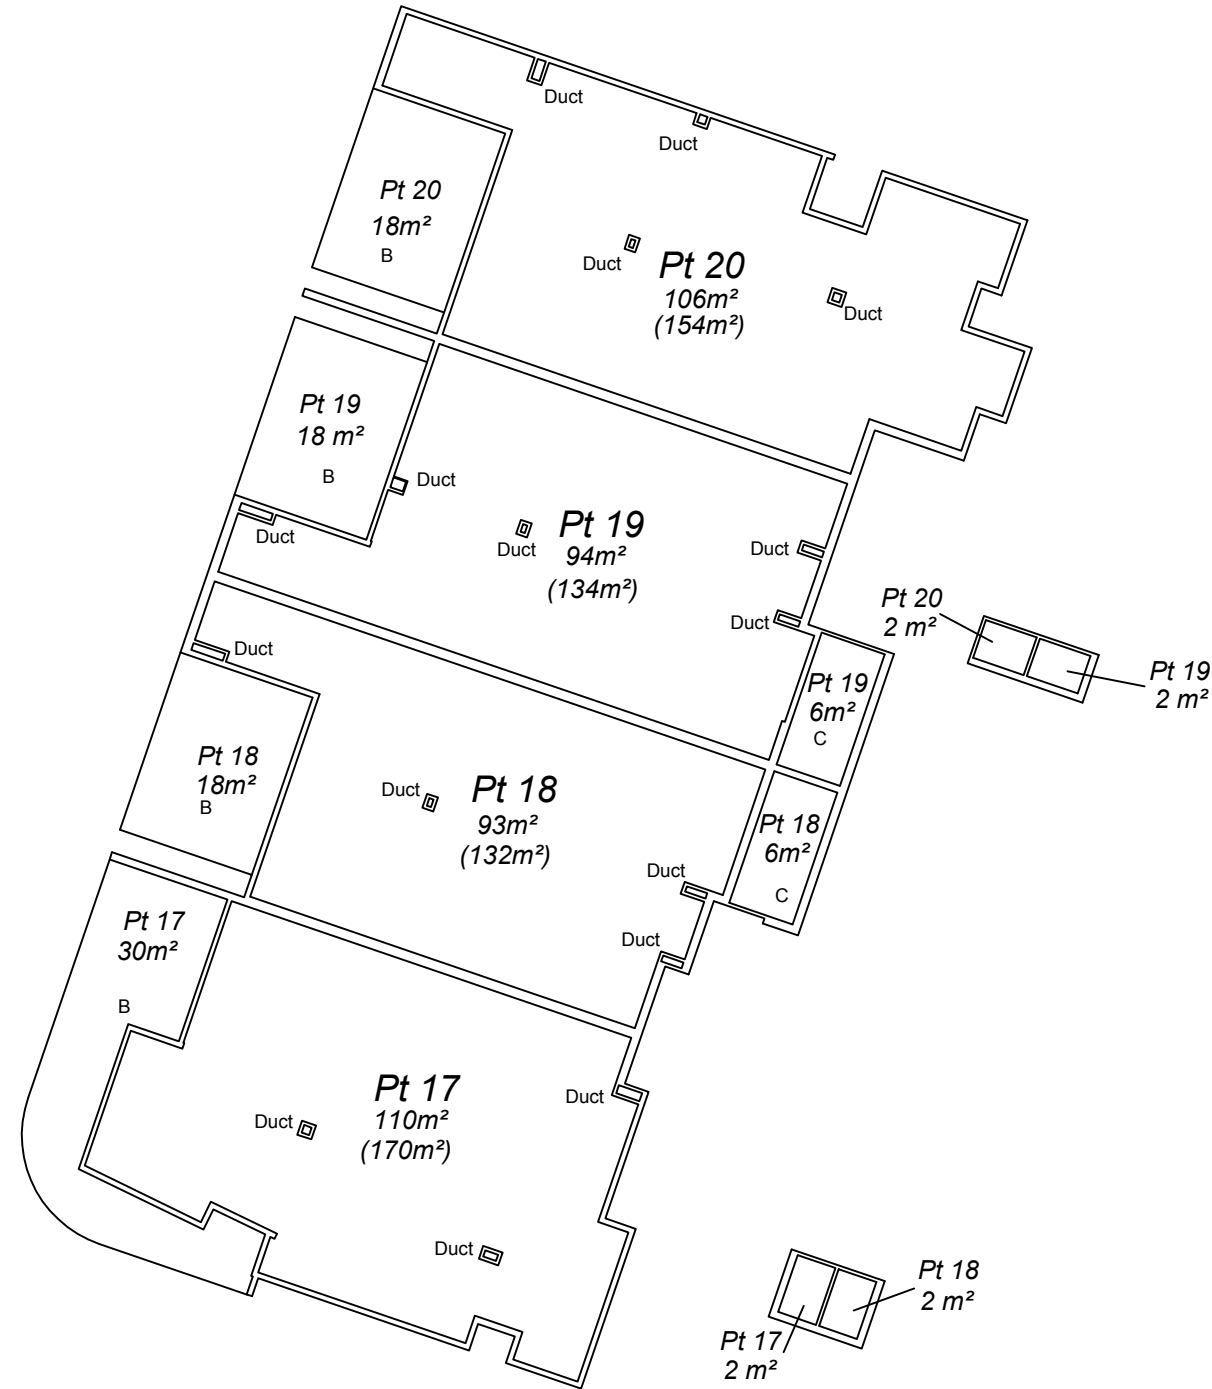 Duct
Duct
Pt 20
18m²
B
Duct
Pt 20
106m²
(154m²)
Duct
Pt 19
18 m²
B
Duct
Duct
Pt 19
94m²
(134m²)
Duct
Duct
Duct
Pt 20
2 m²
Pt 19
2 m²
Pt 19
6m²
C
Duct
Pt 18
18m²
B
Duct
Pt 18
93m²
(132m²)
Pt 18
6m²
C
Duct
Duct
Pt 17
30m²
B
Pt 17
110m²
(170m²)
Duct
Duct
Duct
Pt 18
2 m²
Pt 17
2 m²